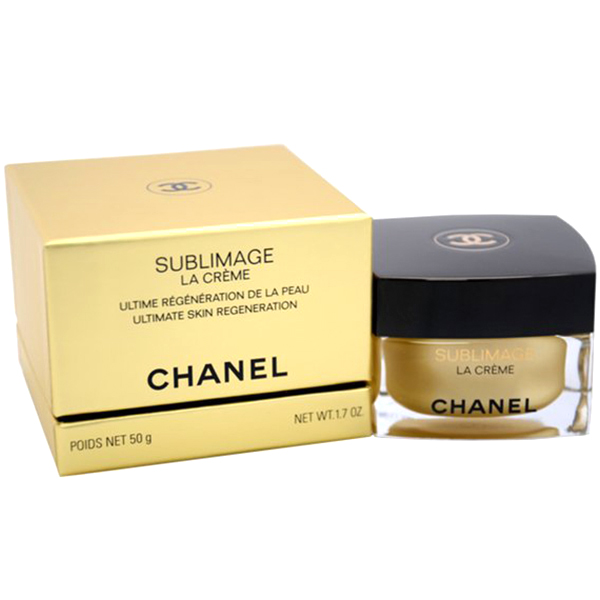 SUBLIMAGE
LA CRÈME
ULTIME RÉGÉNÉRATION DE LA PEAU
ULTIMATE SKIN REGENERATION
CHANEL
POIDS NET 50 g
NET WT.1.7 OZ.
SUBLIMAGE
LA CRÈME
CHANEL